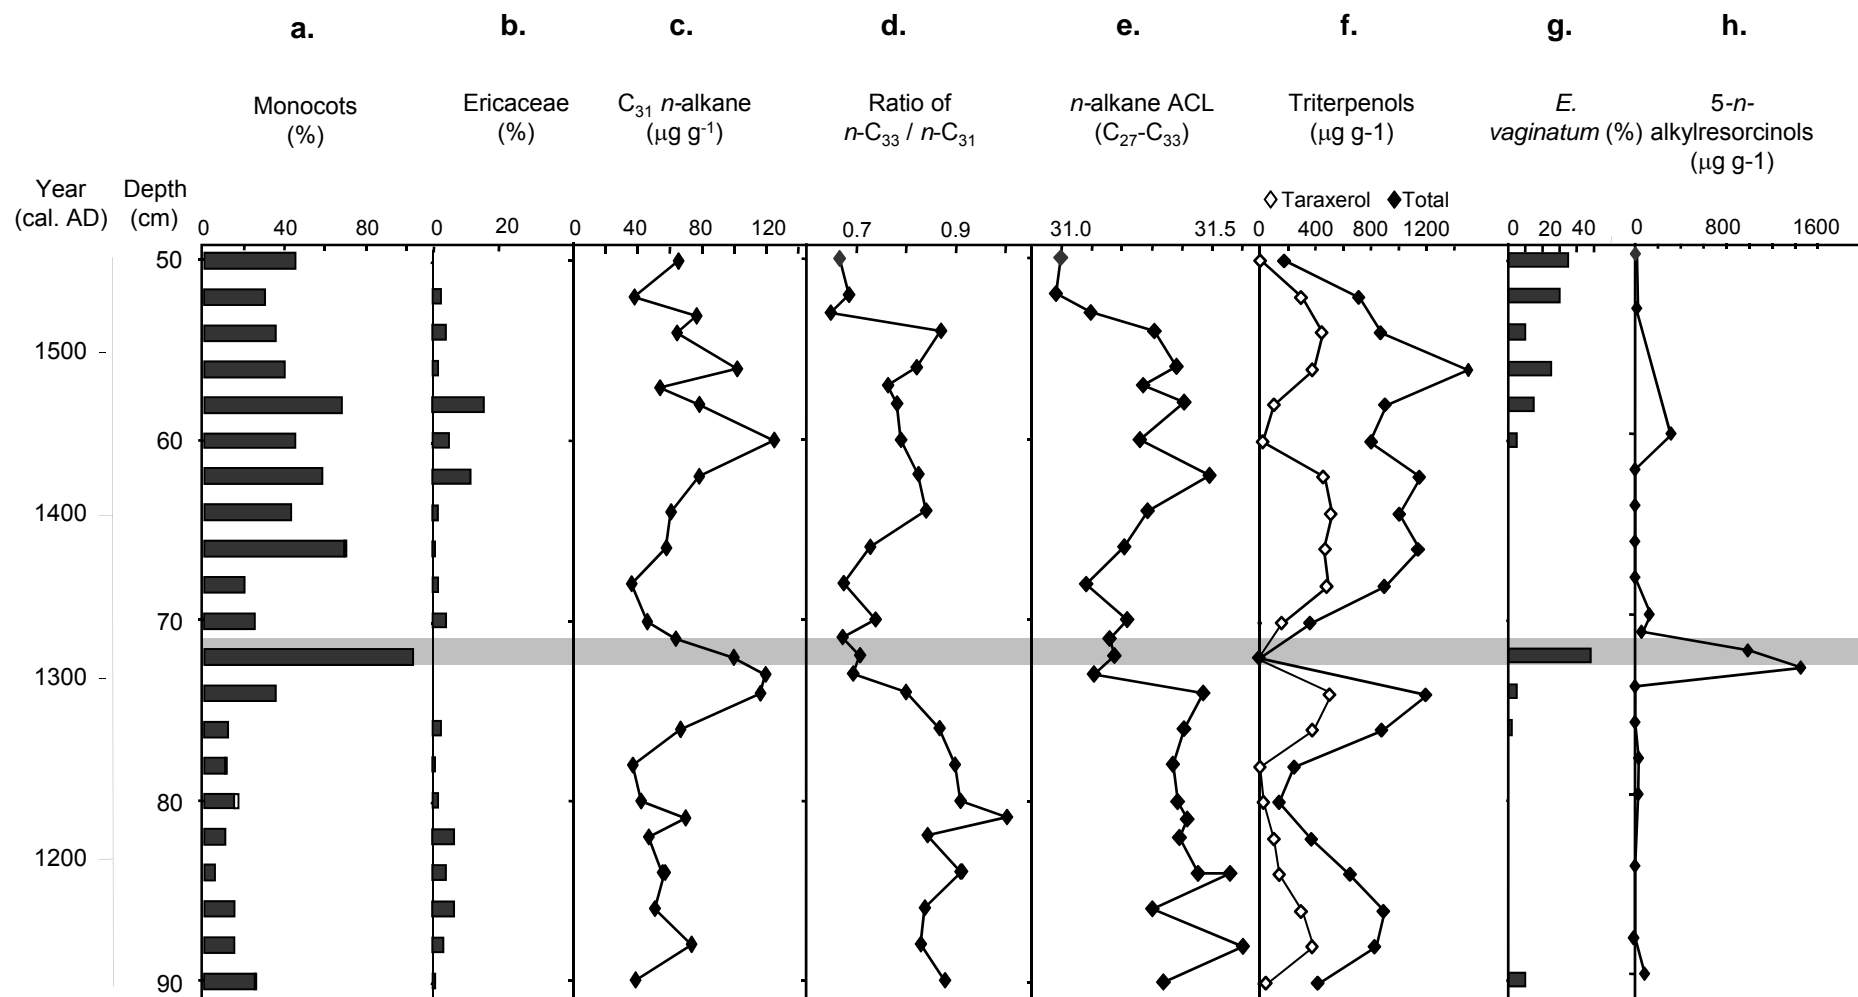 a. b. c. d. e. f. g. h.
Monocots
(%)
Ericaceae
(%)
C31 n-alkane
(μg g-1)
Ratio of
n-C33 / n-C31
n-alkane ACL
(C27-C33)
Triterpenols
(μg g-1)
E.
vaginatum (%)
5-n-
alkylresorcinols
(μg g-1)
Year
(cal. AD)
Depth
(cm)
Taraxerol Total
0 40 80
0 20
0 40 80 120
0.7 0.9
31.0 31.5
0 400 800 1200
0 20 40
0 800 1600
50
1500
60
1400
70
1300
80
1200
90